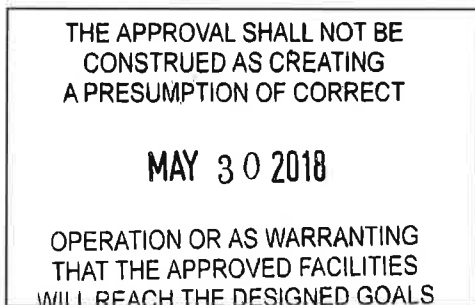 THE APPROVAL SHALL NOT BE
CONSTRUED AS CREATING
A PRESUMPTION OF CORRECT
MAY 30 2018
OPERATION OR AS WARRANTING
THAT THE APPROVED FACILITIES
WILL REACH THE DESIGNED GOALS